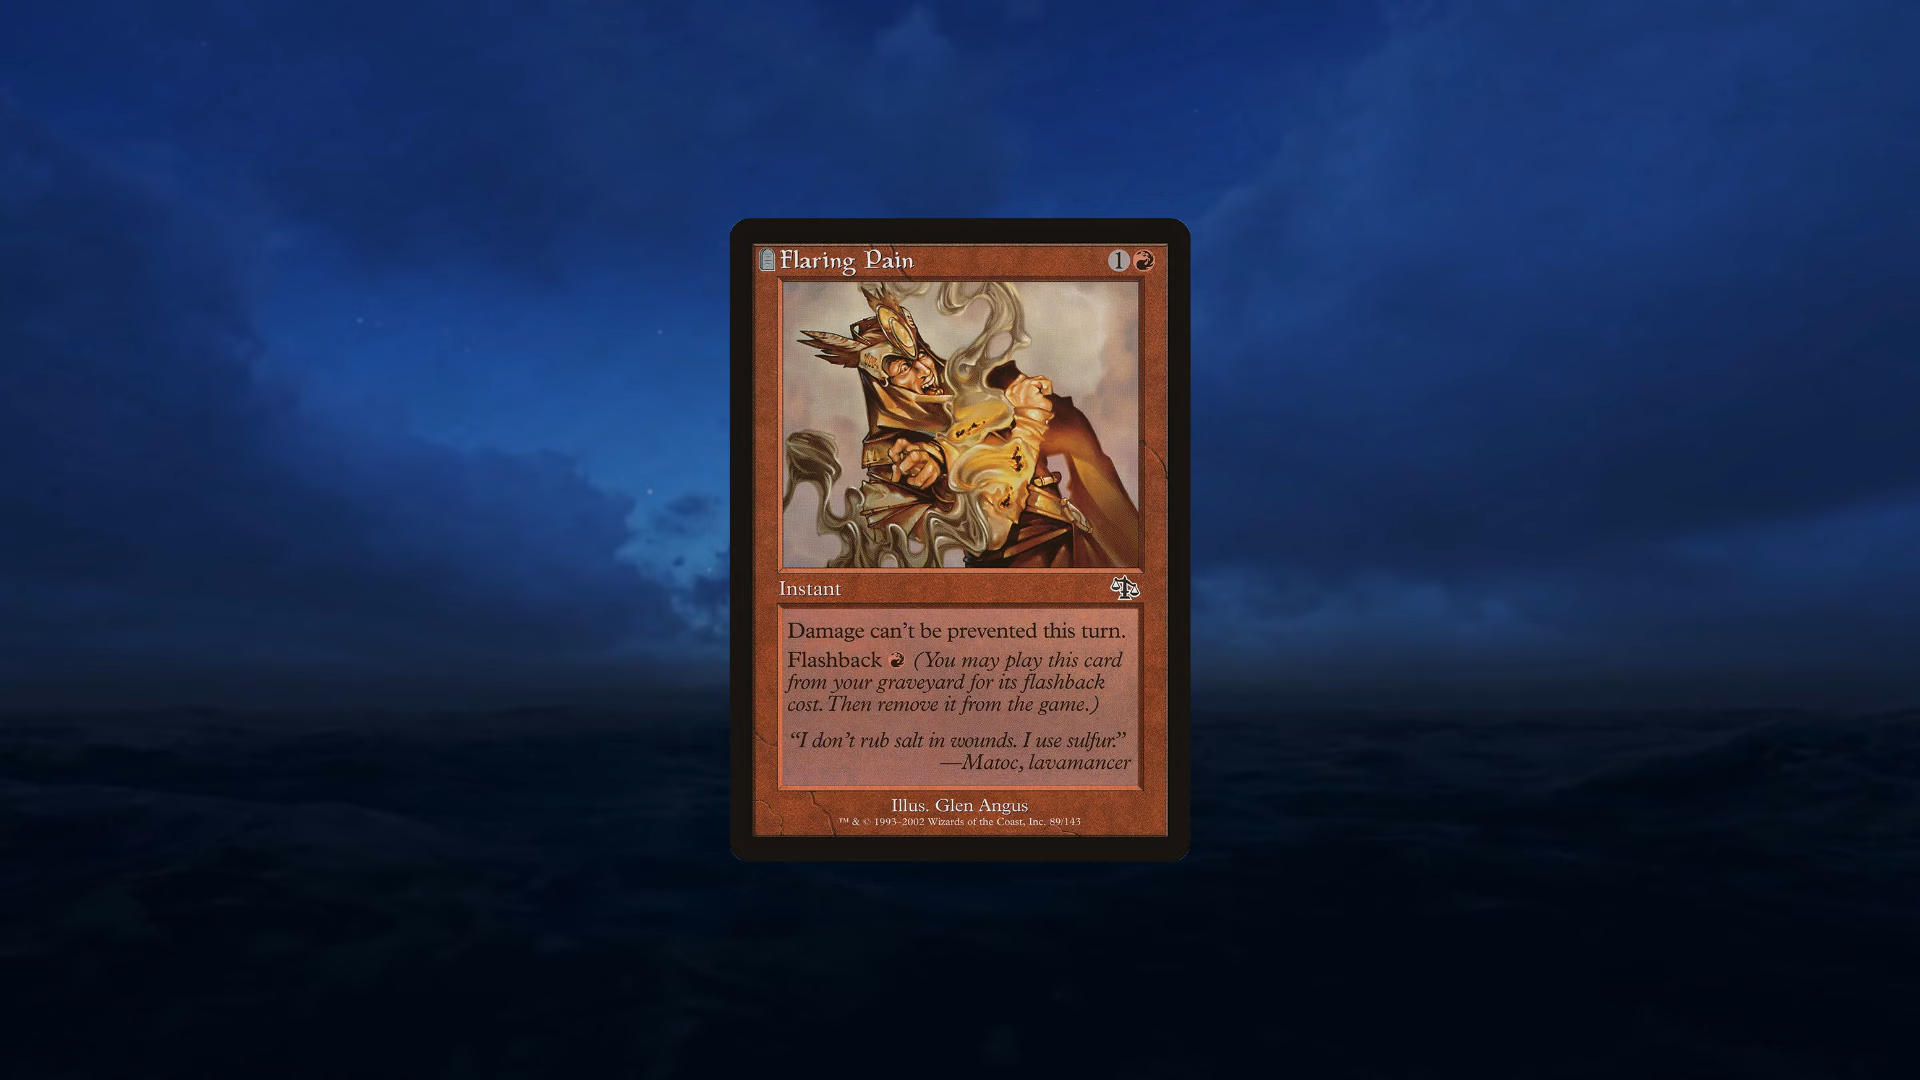 Flaring Pain 1
Instant
Damage can't be prevented this turn.
Flashback (You may play this card
from your graveyard for its flashback
cost. Then remove it from the game.)
“I don't rub salt in wounds. I use sulfur.”
—Matoc, lavamancer
Illus. Glen Angus
™ & © 1993–2002 Wizards of the Coast, Inc. 89/143